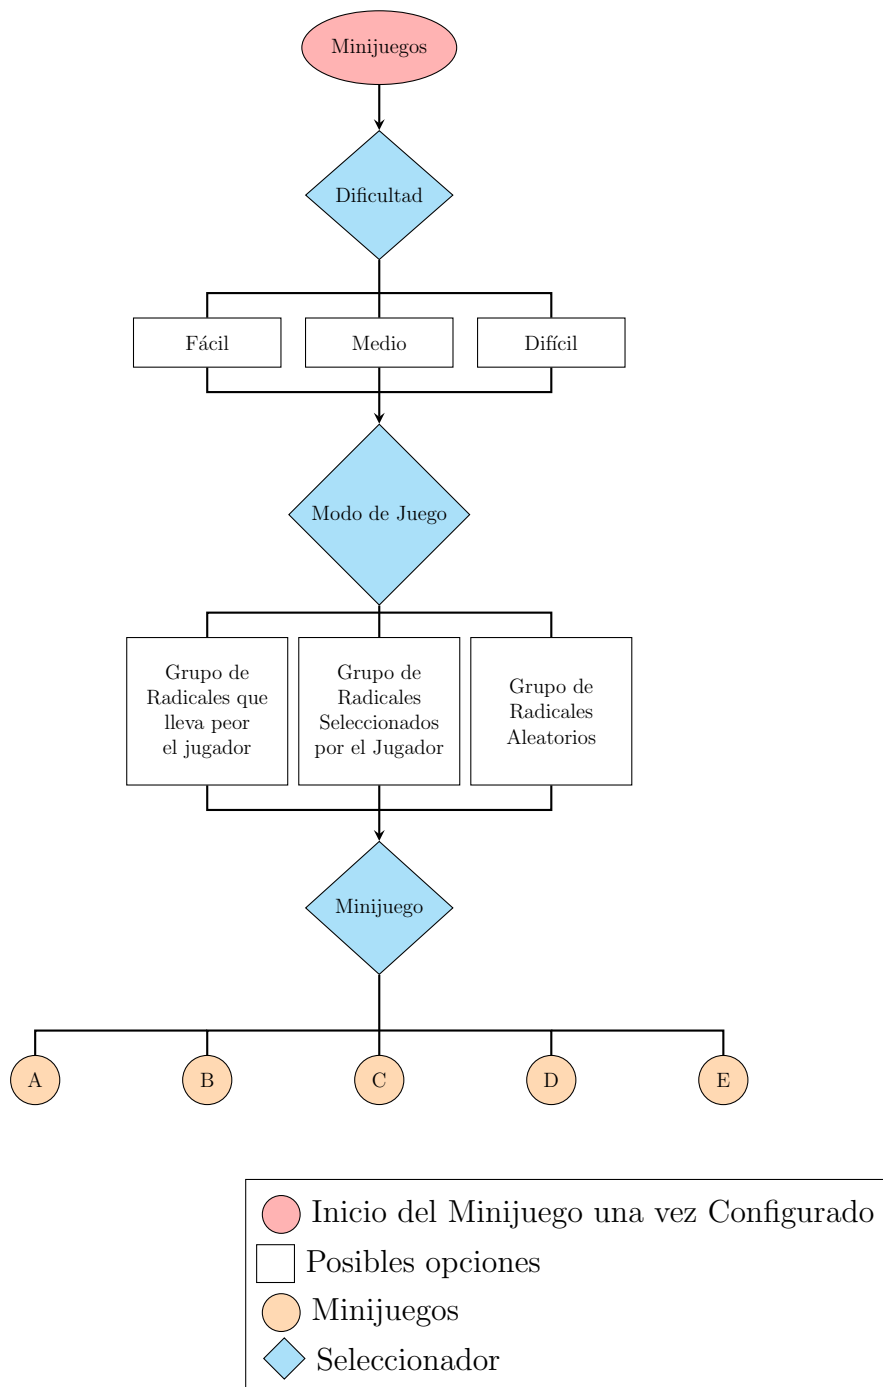 Minijuegos
Dificultad
Fácil
Medio
Difícil
Modo de Juego
Grupo de
Radicales que
lleva peor
el jugador
Grupo de
Radicales
Seleccionados
por el Jugador
Grupo de
Radicales
Aleatorios
Minijuego
A
B
C
D
E
Inicio del Minijuego una vez Configurado
Posibles opciones
Minijuegos
Seleccionador